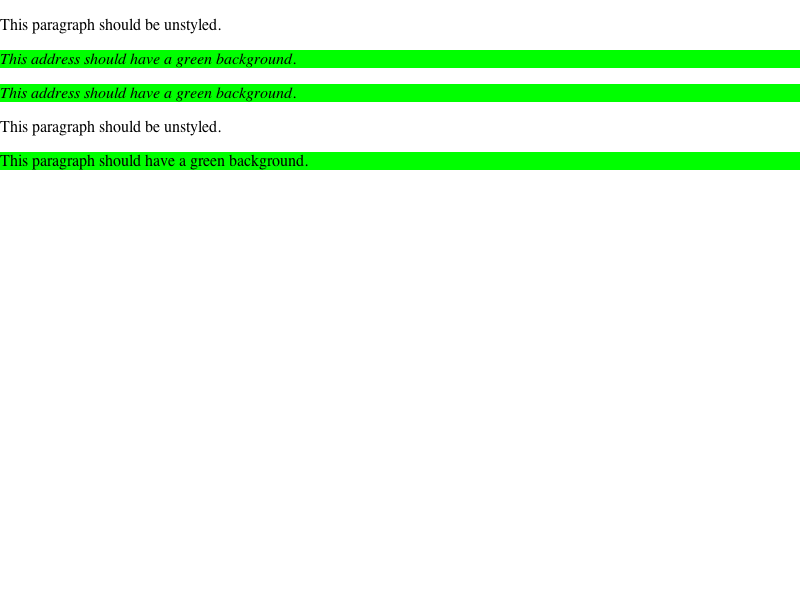 This paragraph should be unstyled.
This address should have a green background.
This address should have a green background.
This paragraph should be unstyled.
This paragraph should have a green background.